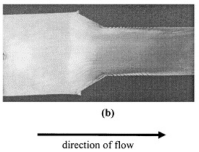 (b)
direction of flow